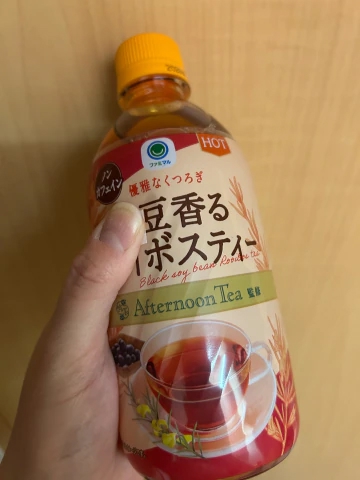 HOT
ファミマル
ノン
カフェイン
優雅なくつろぎ
豆香る
イボスティー
Black soy bean Rooibos tea
Afternoon Tea 監修